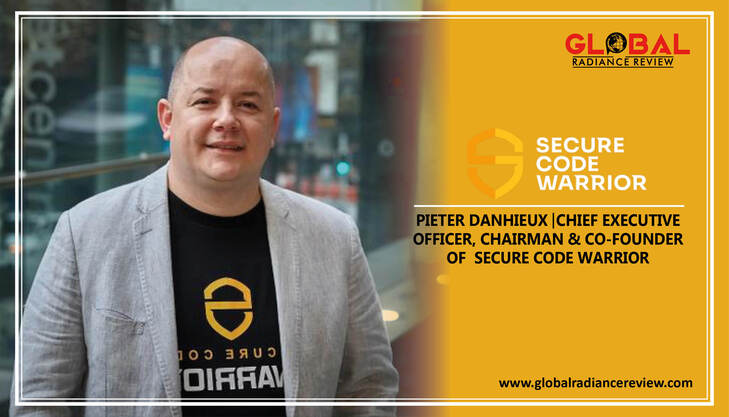 GLOBAL
RADIANCE REVIEW
SECURE
CODE
WARRIOR
PIETER DANHIEUX|CHIEF EXECUTIVE
OFFICER, CHAIRMAN & CO-FOUNDER
OF SECURE CODE WARRIOR
www.globalradiancereview.com